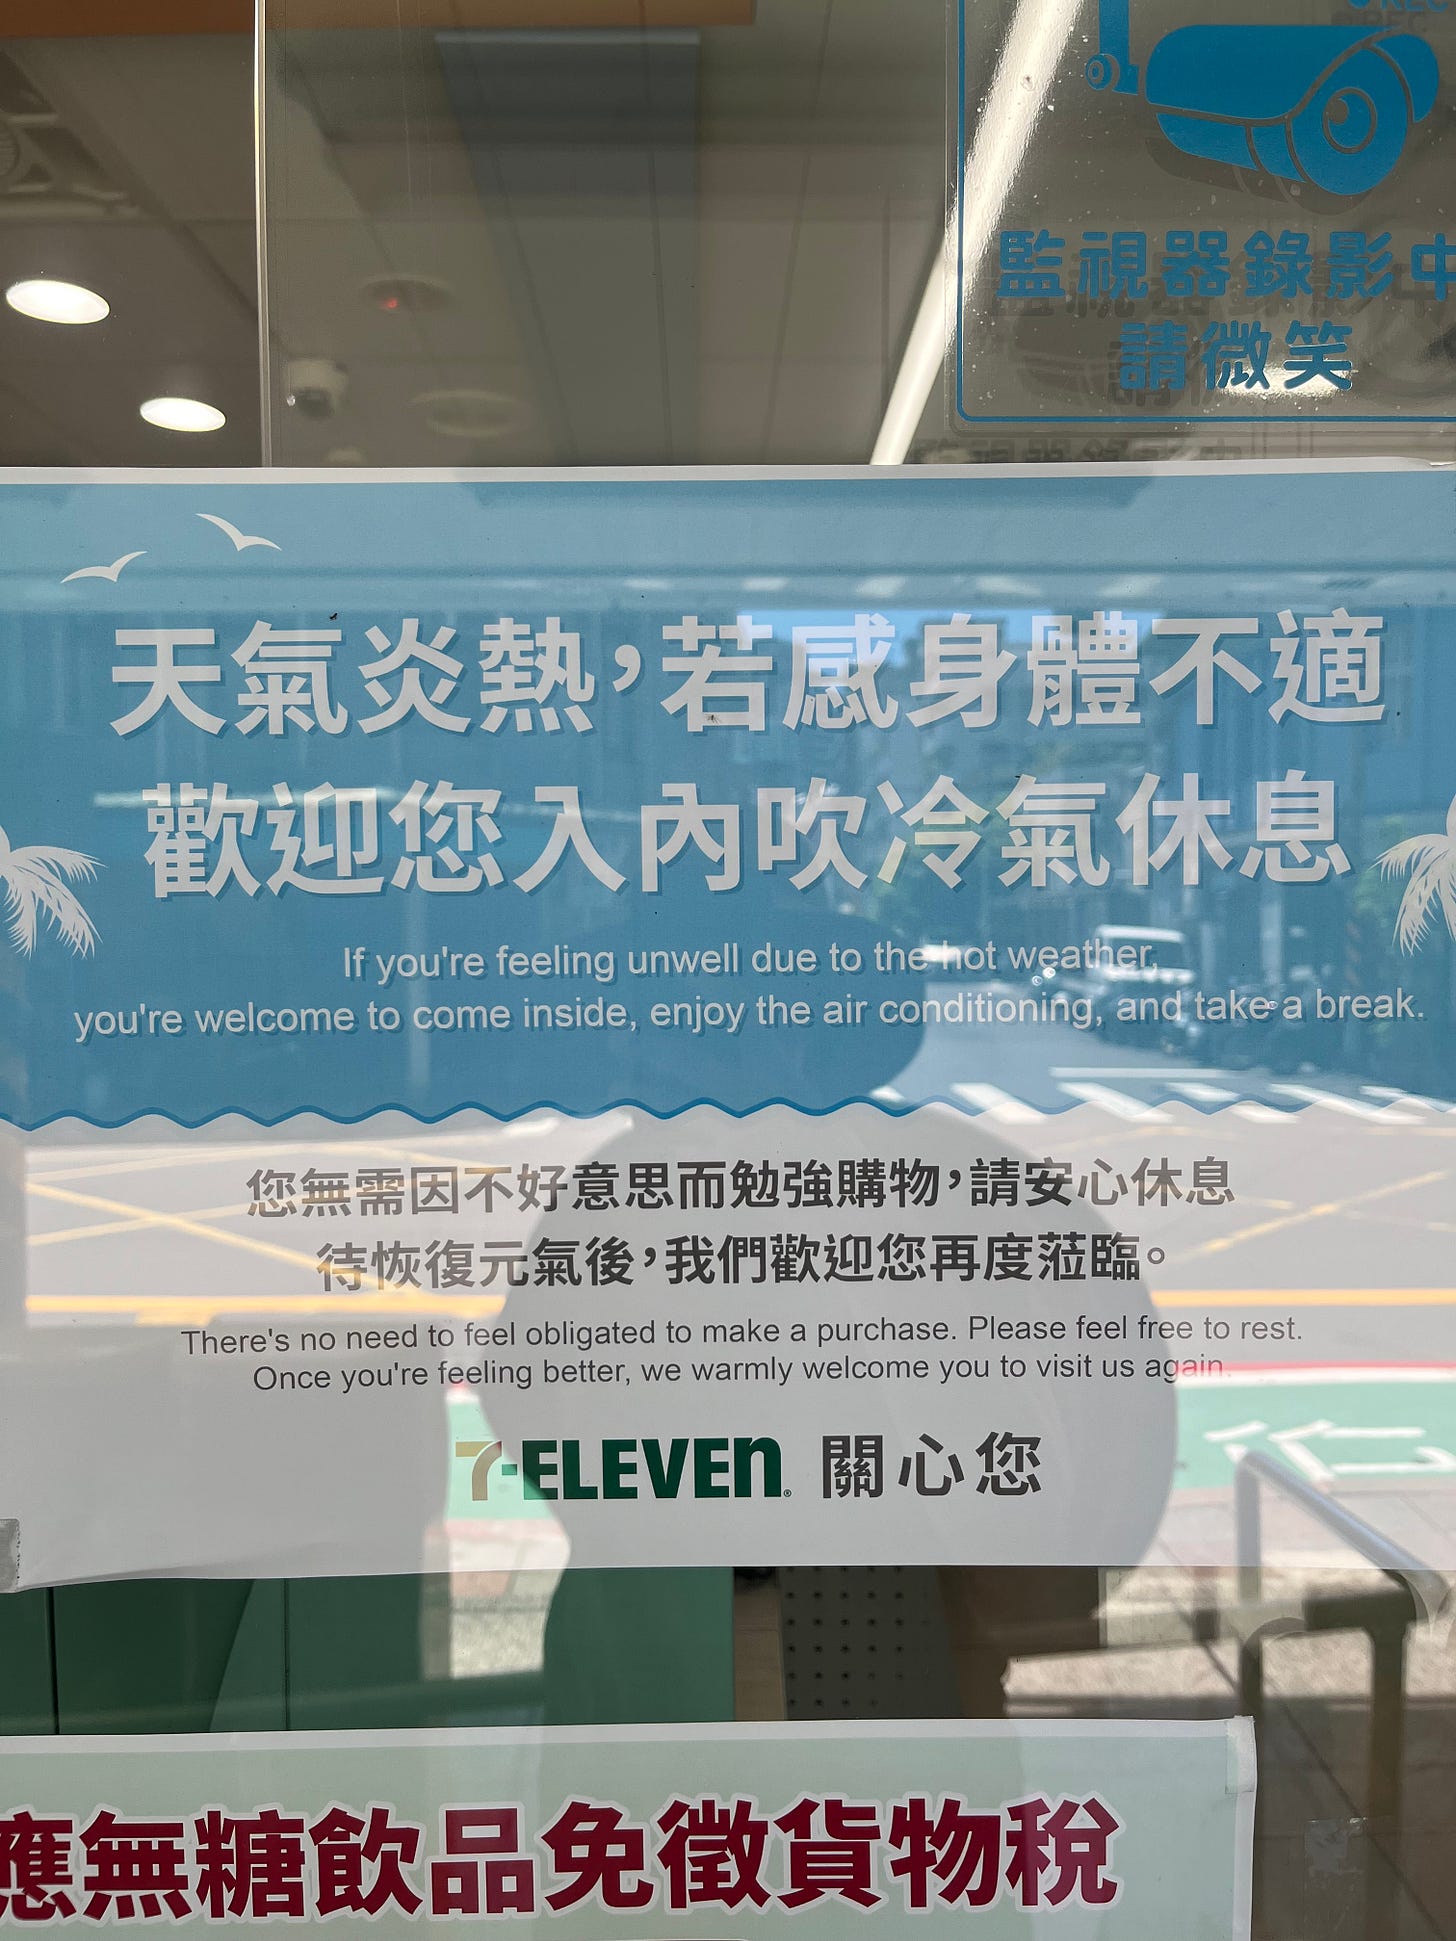 監視器錄影中
請微笑
天氣炎熱，若感身體不適
歡迎您入內吹冷氣休息
If you're feeling unwell due to the hot weather,
you're welcome to come inside, enjoy the air conditioning, and take a break.
您無需因不好意思而勉強購物，請安心休息
待恢復元氣後，我們歡迎您再度蒞臨。
There's no need to feel obligated to make a purchase. Please feel free to rest.
Once you're feeling better, we warmly welcome you to visit us again.
7-ELEVEn® 關心您
應無糖飲品免徵貨物稅